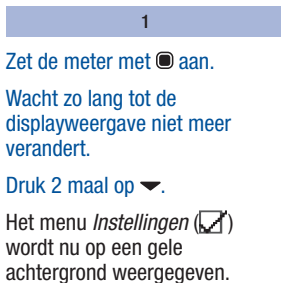 1
Zet de meter met aan.
Wacht zo lang tot de
displayweergave niet meer
verandert.
Druk 2 maal op .
Het menu Instellingen ()
wordt nu op een gele
achtergrond weergegeven.